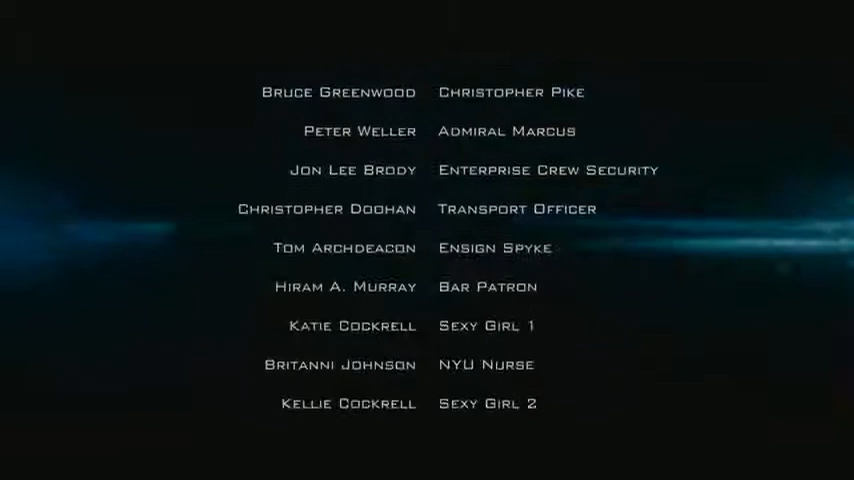 Bruce Greenwood Christopher Pike
Peter Weller Admiral Marcus
Jon Lee Brody Enterprise Crew Security
Christopher Doohan Transport Officer
Tom Archdeacon Ensign Spyke
Hiram A. Murray Bar Patron
Katie Cockrell Sexy Girl 1
Britanni Johnson NYU Nurse
Kellie Cockrell Sexy Girl 2